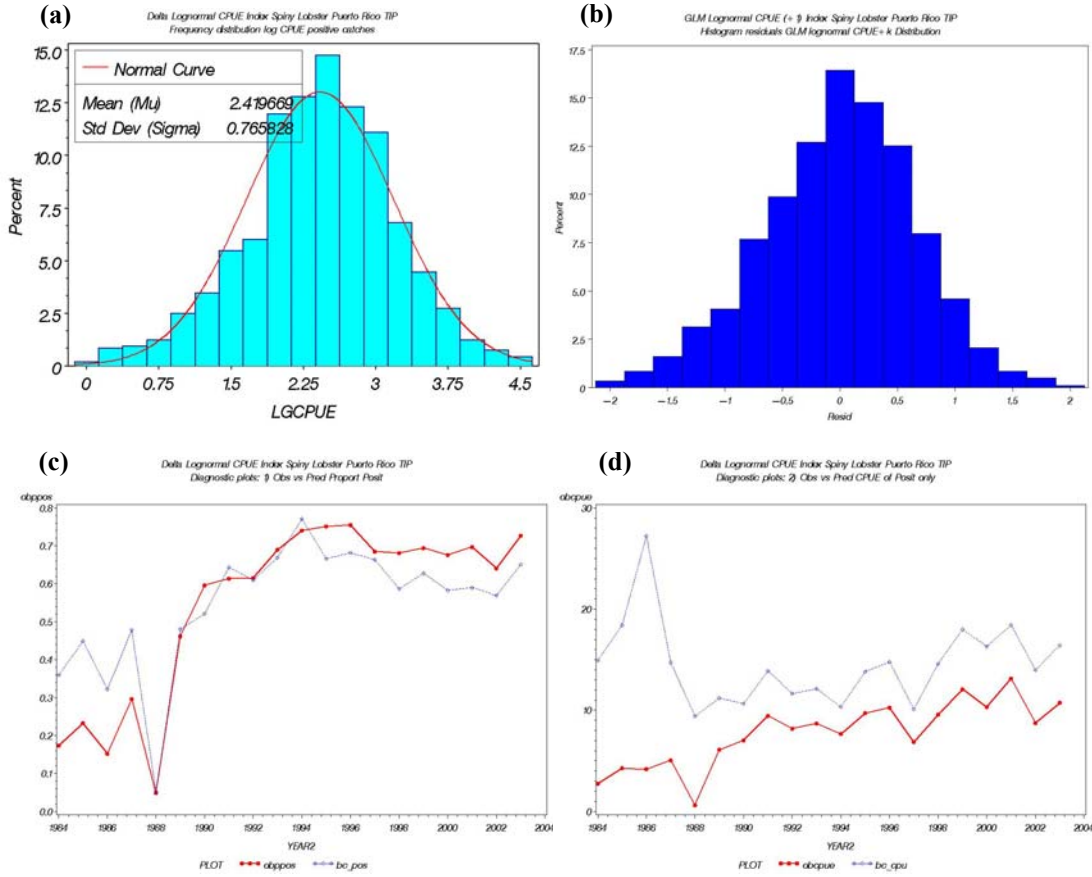 (a)
Delta Lognormal CPUE Index Spiny Lobster Puerto Rico TIP
Frequency distribution log CPUE positive catches
Normal Curve
Mean (Mu) 2.419669
Std Dev (Sigma) 0.765828
Percent
15.0
12.5
10.0
7.5
5.0
2.5
0
0 0.75 1.5 2.25 3 3.75 4.5
LGCPUE
(b)
GLM Lognormal CPUE (+ 1) Index Spiny Lobster Puerto Rico TIP
Histogram residuals GLM lognormal CPUE+ k Distribution
Percent
17.5
15.0
12.5
10.0
7.5
5.0
2.5
0
-2 -1.5 -1 -0.5 0 0.5 1 1.5 2
Resid
(c)
Delta Lognormal CPUE Index Spiny Lobster Puerto Rico TIP
Diagnostic plots: 1) Obs vs Pred Proport Posit
obppos
0.8
0.7
0.6
0.5
0.4
0.3
0.2
0.1
0.0
1984 1986 1988 1990 1992 1994 1996 1998 2000 2002 2004
YEAR2
PLOT obppos bc_pos
(d)
Delta Lognormal CPUE Index Spiny Lobster Puerto Rico TIP
Diagnostic plots: 2) Obs vs Pred CPUE of Posit only
obcpue
30
20
10
0
1984 1986 1988 1990 1992 1994 1996 1998 2000 2002 2004
YEAR2
PLOT obcpue bc_cpu